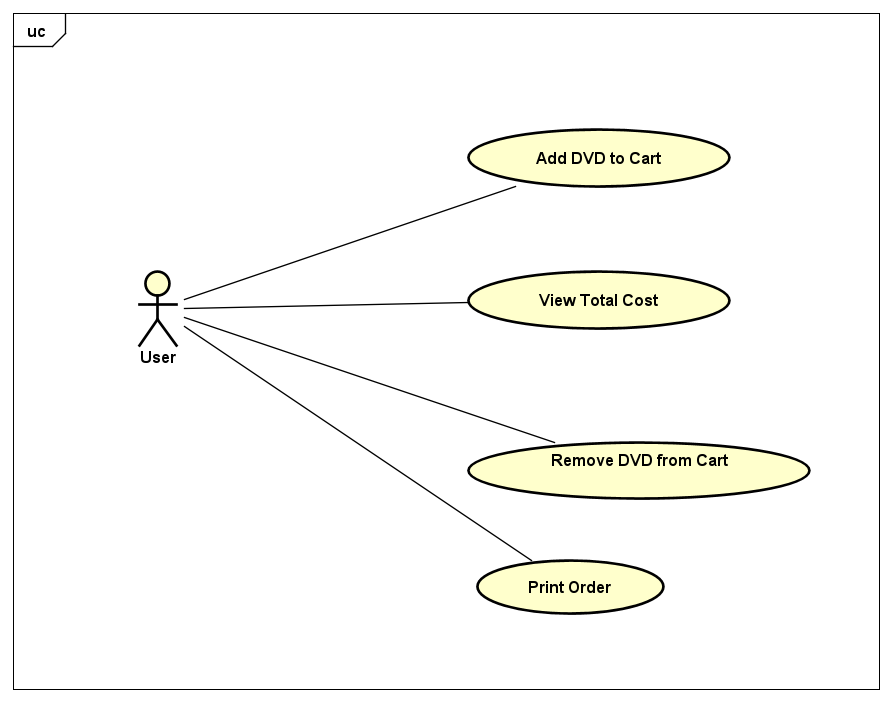 uc
Add DVD to Cart
View Total Cost
User
Remove DVD from Cart
Print Order